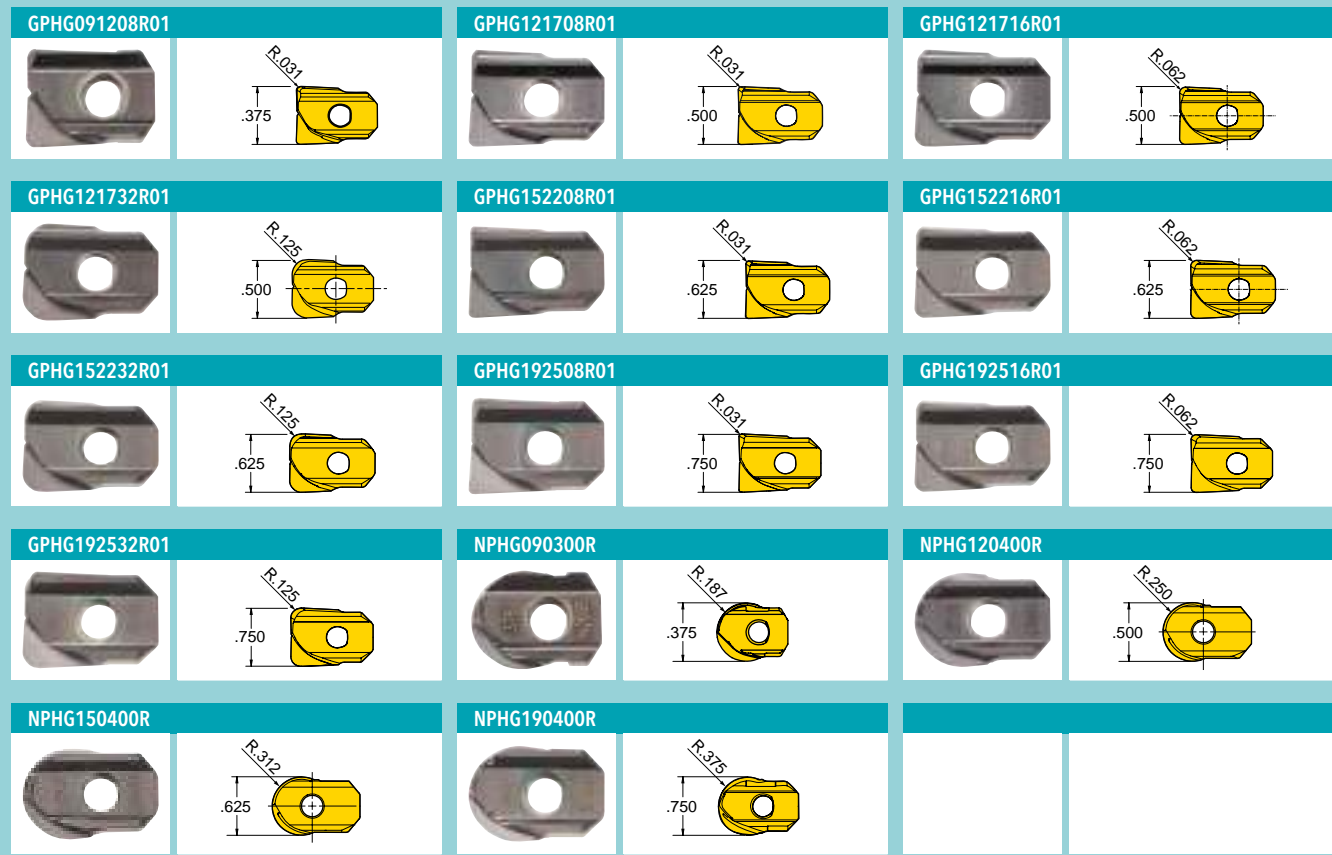 GPHG091208R01
R.031
.375
GPHG121708R01
R.031
.500
GPHG121716R01
R.062
.500
GPHG121732R01
R.125
.500
GPHG152208R01
R.031
.625
GPHG152216R01
R.062
.625
GPHG152232R01
R.125
.625
GPHG192508R01
R.031
.750
GPHG192516R01
R.062
.750
GPHG192532R01
R.125
.750
NPHG090300R
R.187
.375
NPHG120400R
R.250
.500
NPHG150400R
R.312
.625
NPHG190400R
R.375
.750